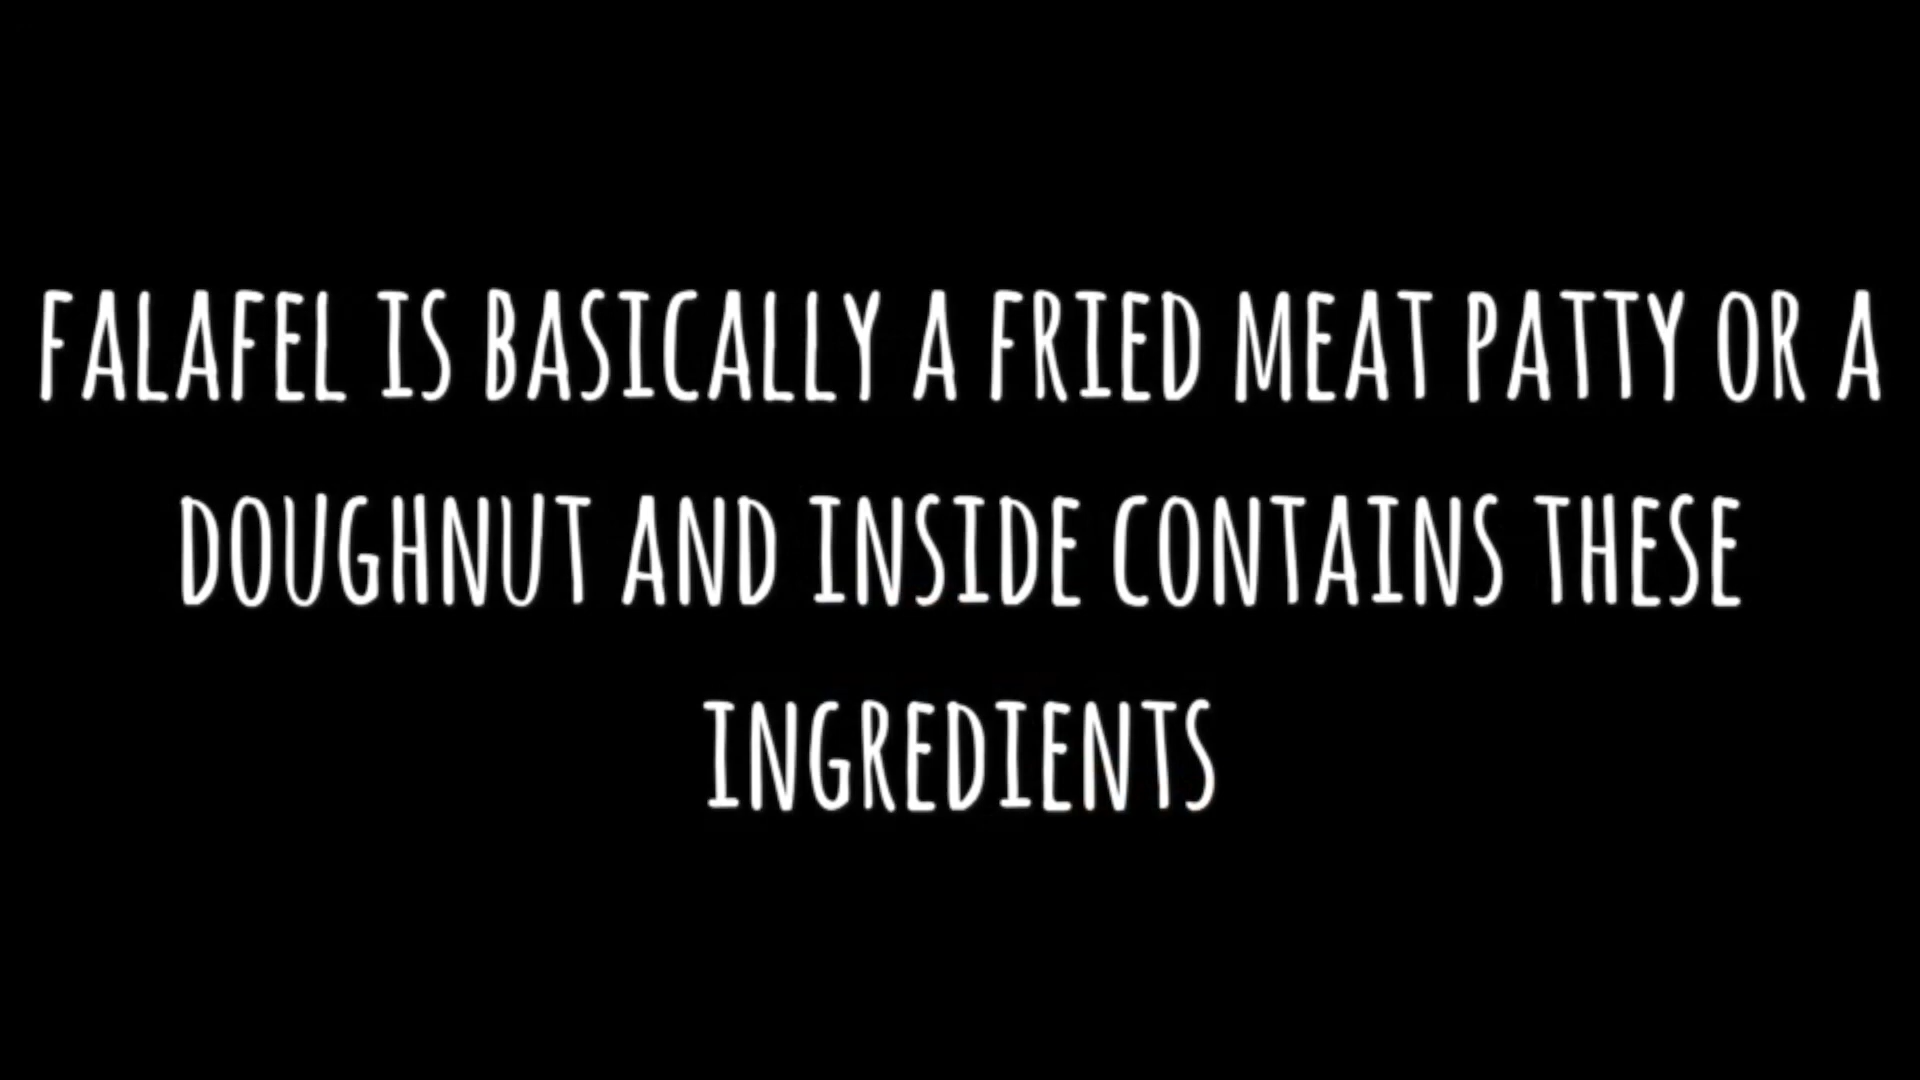 FALAFEL IS BASICALLY A FRIED MEAT PATTY OR A
DOUGHNUT AND INSIDE CONTAINS THESE
INGREDIENTS